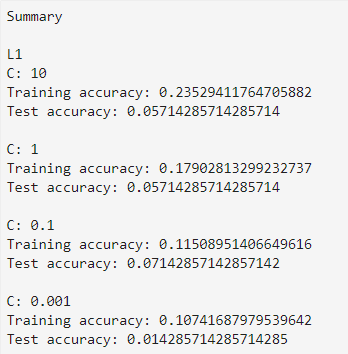 Summary
L1
C: 10
Training accuracy: 0.23529411764705882
Test accuracy: 0.05714285714285714
C: 1
Training accuracy: 0.17902813299232737
Test accuracy: 0.05714285714285714
C: 0.1
Training accuracy: 0.11508951406649616
Test accuracy: 0.07142857142857142
C: 0.001
Training accuracy: 0.10741687979539642
Test accuracy: 0.014285714285714285